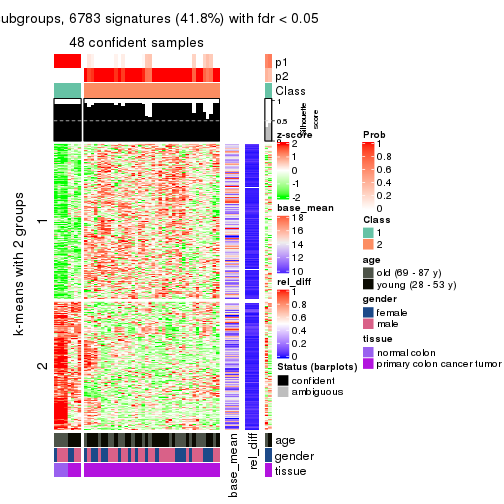 ubgroups, 6783 signatures (41.8%) with fdr < 0.05
48 confident samples
p1
p2
Class
1
0.5
0
silhouette
score
k-means with 2 groups
1
2
z-score
2
1
0
-1
-2
base_mean
18
16
14
12
10
rel_diff
1
0.8
0.6
0.4
0.2
0
Status (barplots)
confident
ambiguous
Prob
1
0.8
0.6
0.4
0.2
0
Class
1
2
age
old (69 - 87 y)
young (28 - 53 y)
gender
female
male
tissue
normal colon
primary colon cancer tumor
age
gender
tissue
base_mean
rel_diff